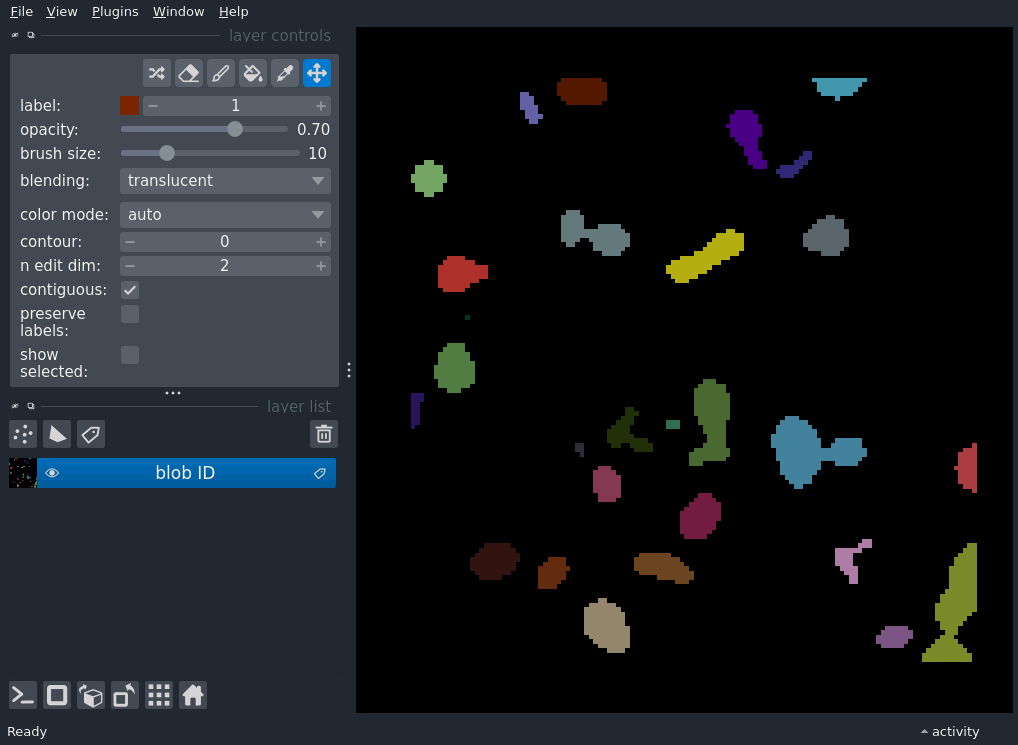 File View Plugins Window Help
layer controls
label: 1
opacity: 0.70
brush size: 10
blending: translucent
color mode: auto
contour: 0
n edit dim: 2
contiguous:
preserve
labels:
show
selected:
layer list
blob ID
Ready
activity